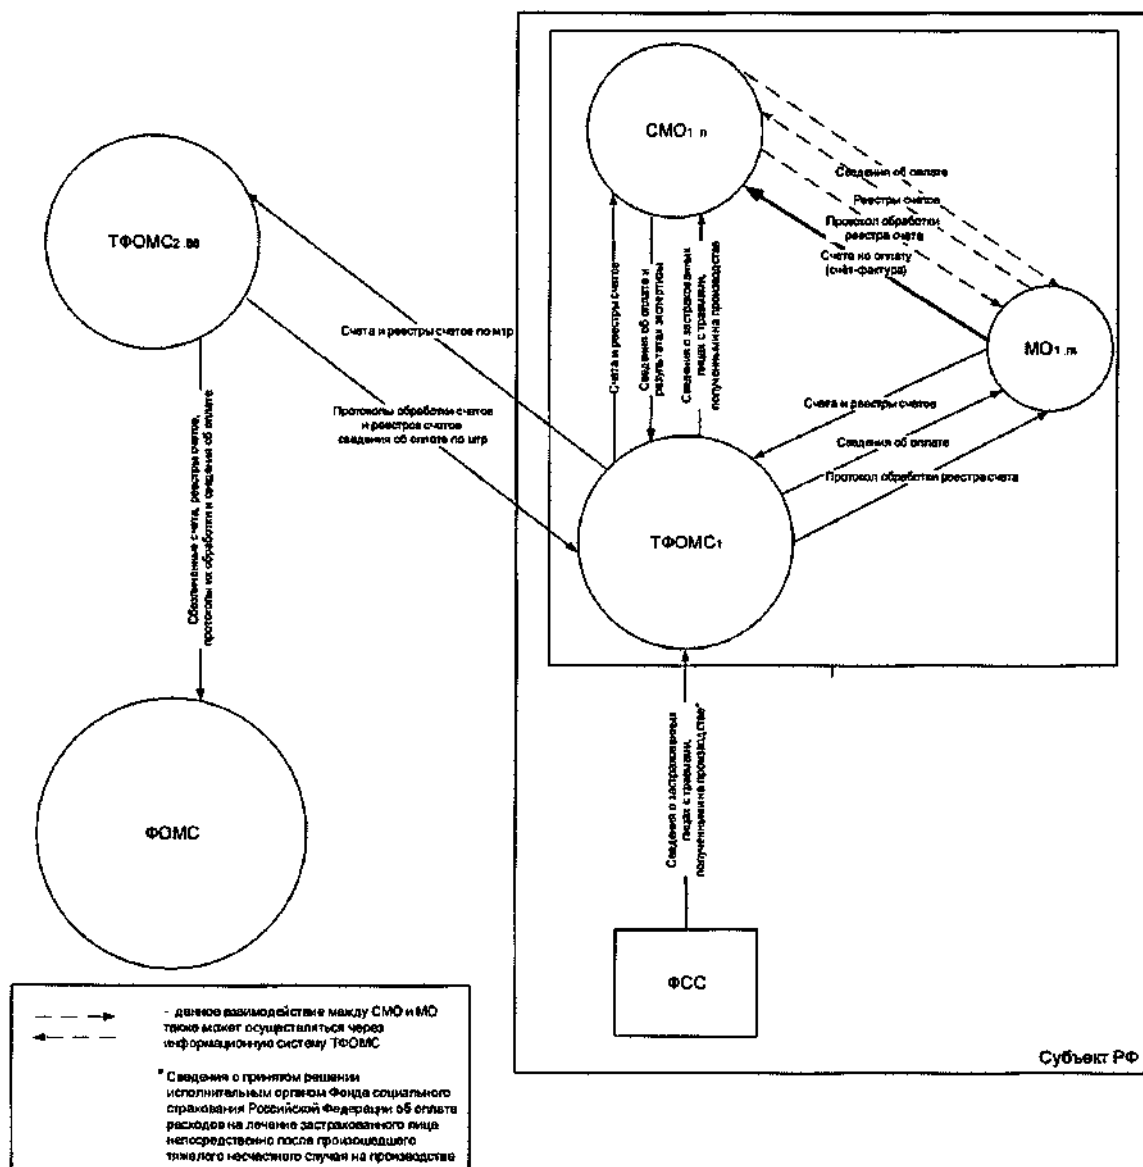 СМО1..n
Сведения об оплате
Реестры счетов
Протокол обработки
реестра счета
Счета на оплату
(счёт-фактура)
ТФОМС2..86
Счета и реестры счетов по мтр
Протоколы обработки счетов
и реестров счетов
сведения об оплате по мтр
Счета и реестры счетов
Сведения об оплате и
результатах экспертизы
Сведения о застрахованных
лицах с травмами,
полученными на производстве
МО1..m
Счета и реестры счетов
Сведения об оплате
Протокол обработки реестра счета
ТФОМС1
Обезличенные счета, реестры счетов,
протоколы их обработки и сведения об оплате
ФОМС
Сведения о застрахованных
лицах с травмами,
полученными на производстве*
ФСС
Субъект РФ
- данное взаимодействие между СМО и МО
также может осуществляться через
информационную систему ТФОМС
* Сведения о принятом решении
исполнительным органом Фонда социального
страхования Российской Федерации об оплате
расходов на лечение застрахованного лица
непосредственно после произошедшего
тяжелого несчастного случая на производстве